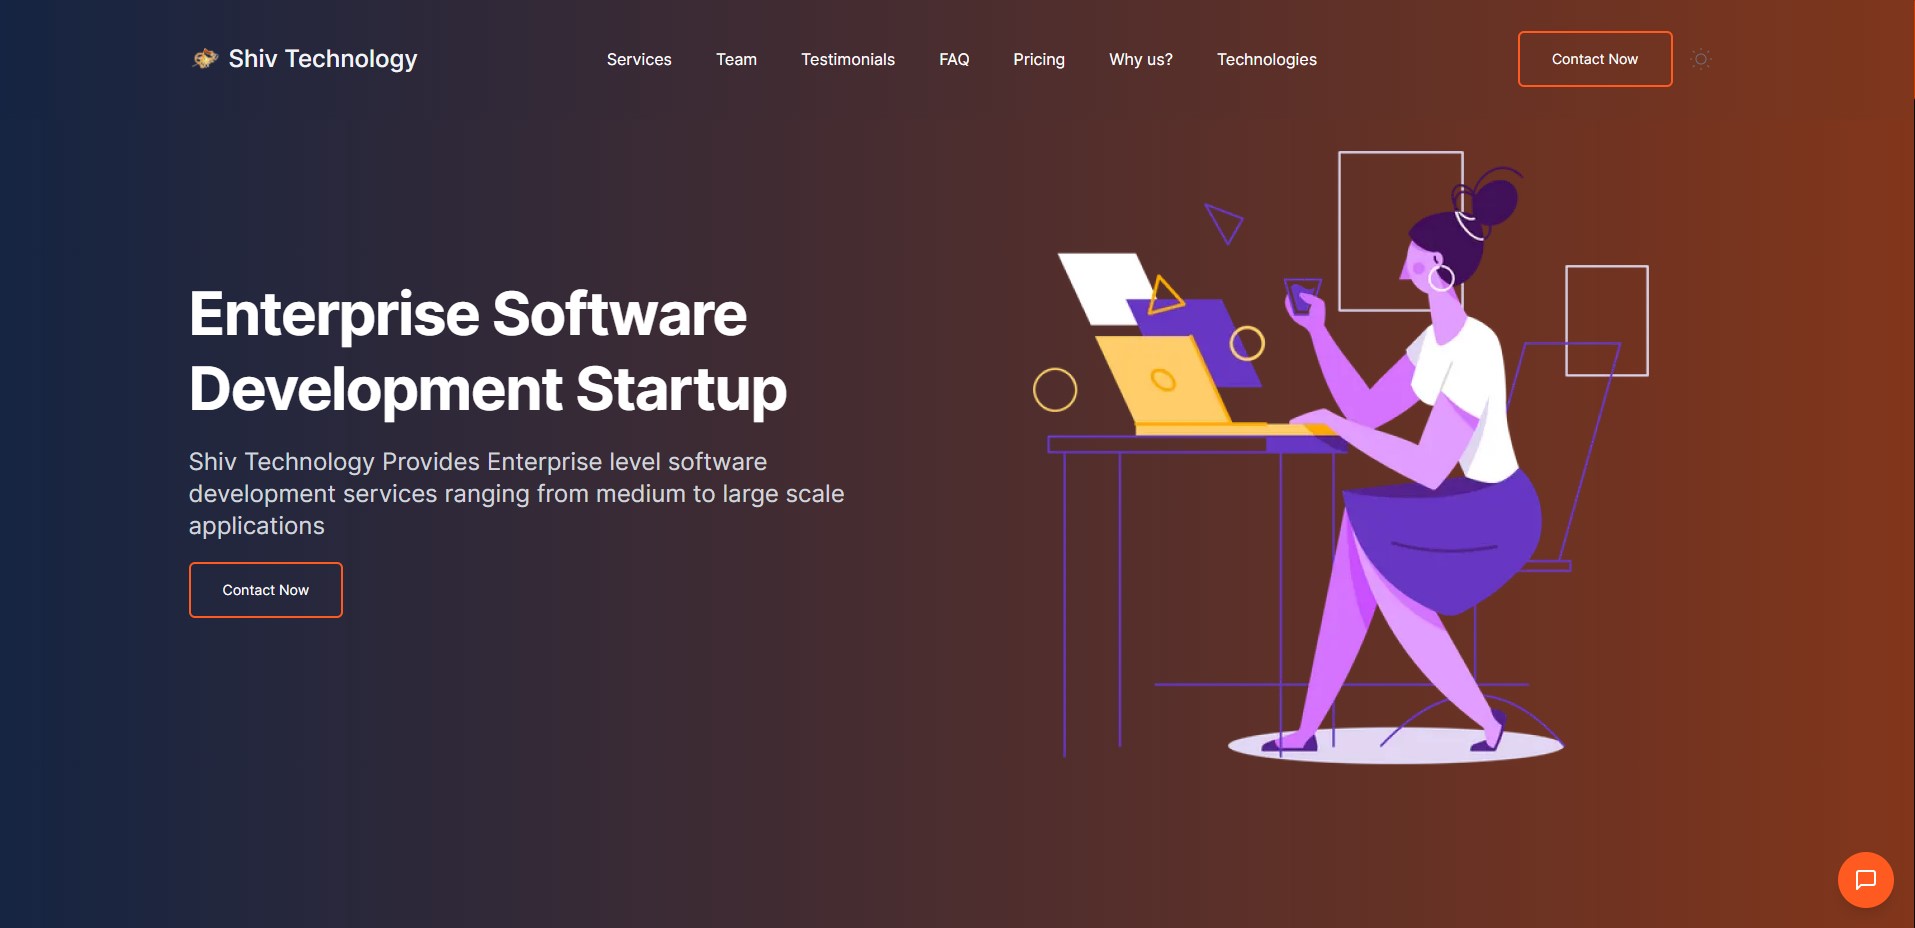 Shiv Technology
Services
Team
Testimonials
FAQ
Pricing
Why us?
Technologies
Contact Now
Enterprise Software
Development Startup
Shiv Technology Provides Enterprise level software
development services ranging from medium to large scale
applications
Contact Now